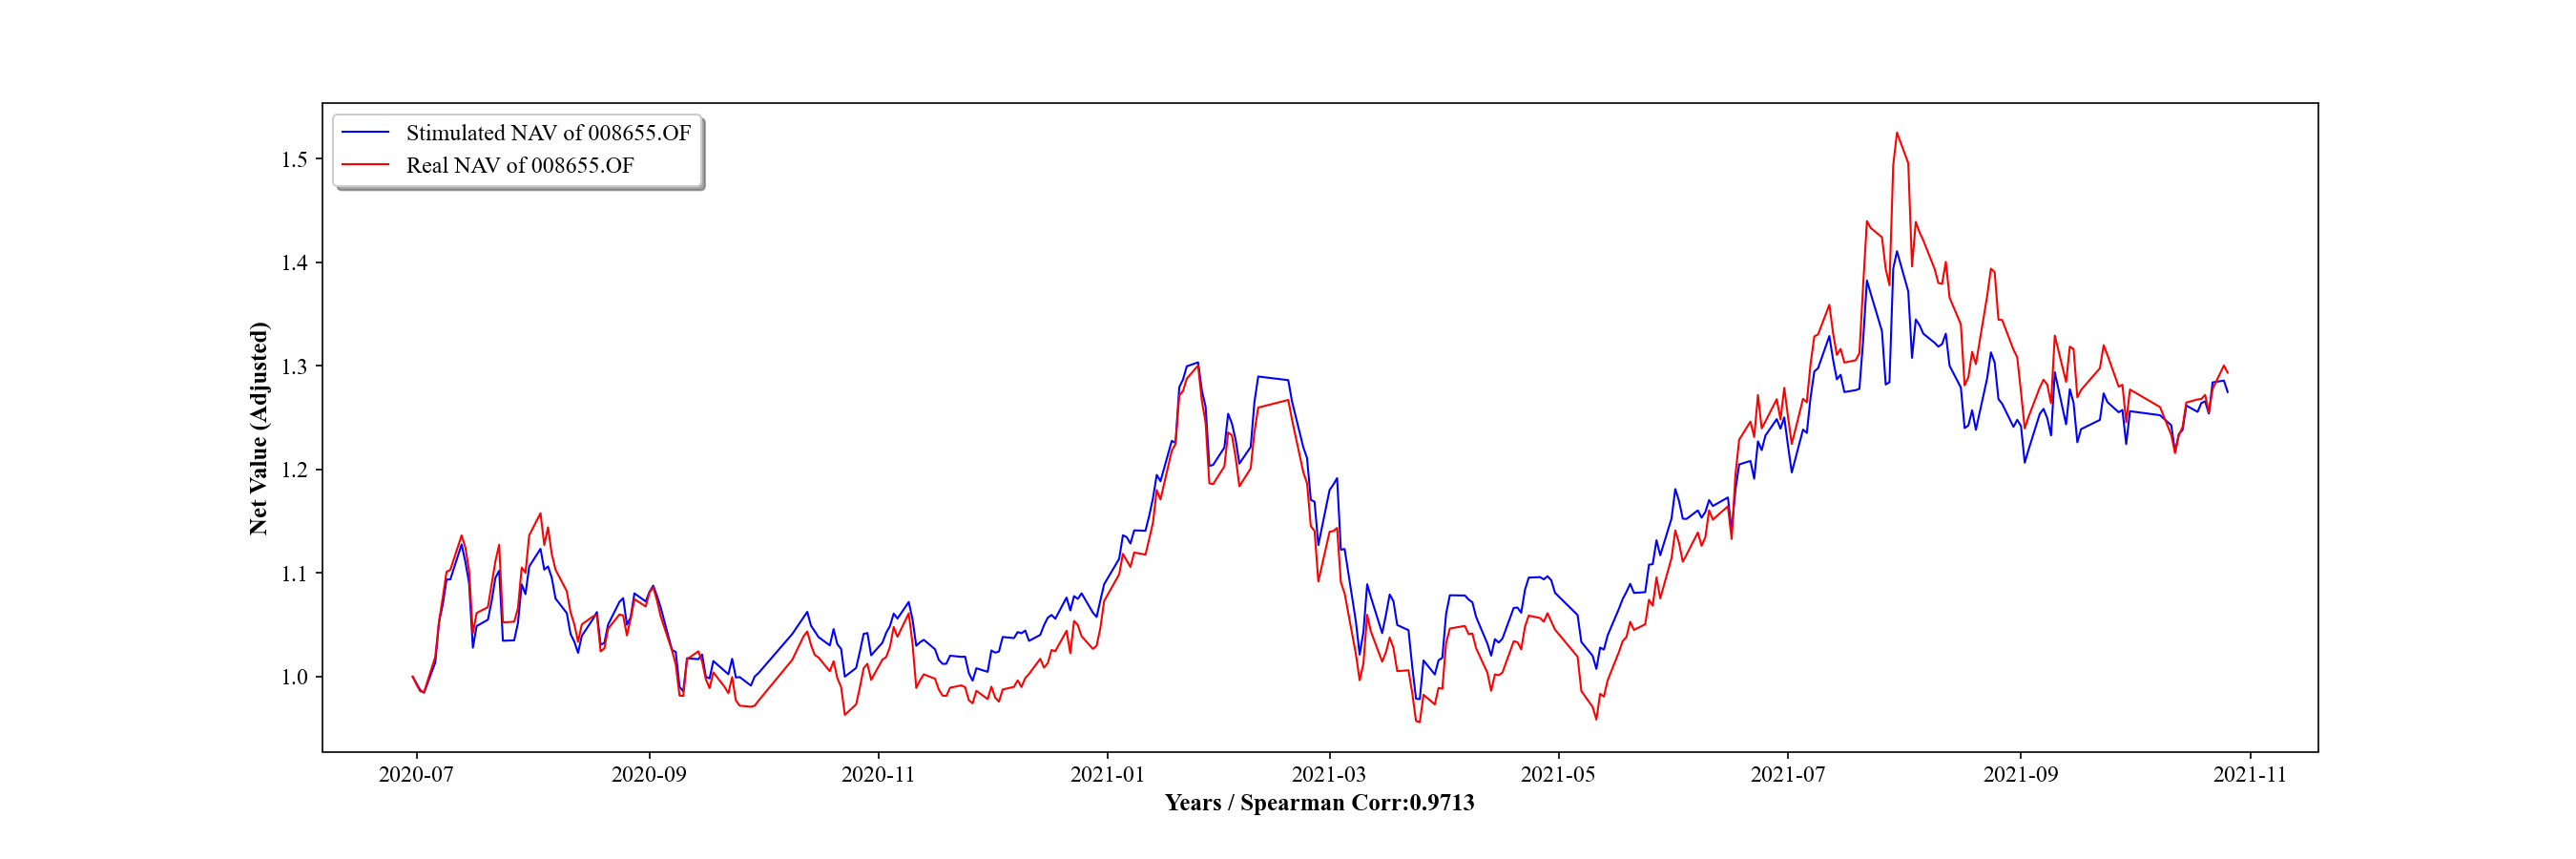 Stimulated NAV of 008655.OF
Real NAV of 008655.OF
1.5
1.4
1.3
1.2
1.1
1.0
Net Value (Adjusted)
2020-07 2020-09 2020-11 2021-01 2021-03 2021-05 2021-07 2021-09 2021-11
Years / Spearman Corr:0.9713